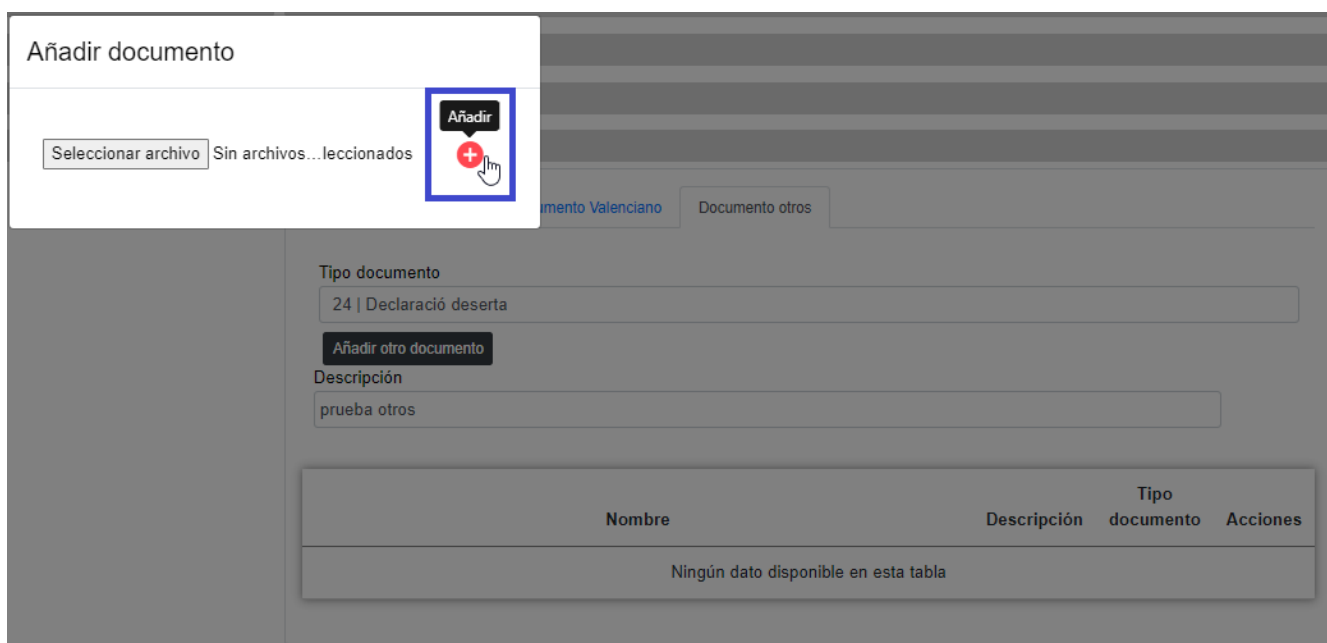 Añadir documento
Añadir
Seleccionar archivo Sin archivos...leccionados
umento Valenciano Documento otros
Tipo documento
24 | Declaració deserta
Añadir otro documento
Descripción
prueba otros
Nombre Descripción Tipo documento Acciones
Ningún dato disponible en esta tabla